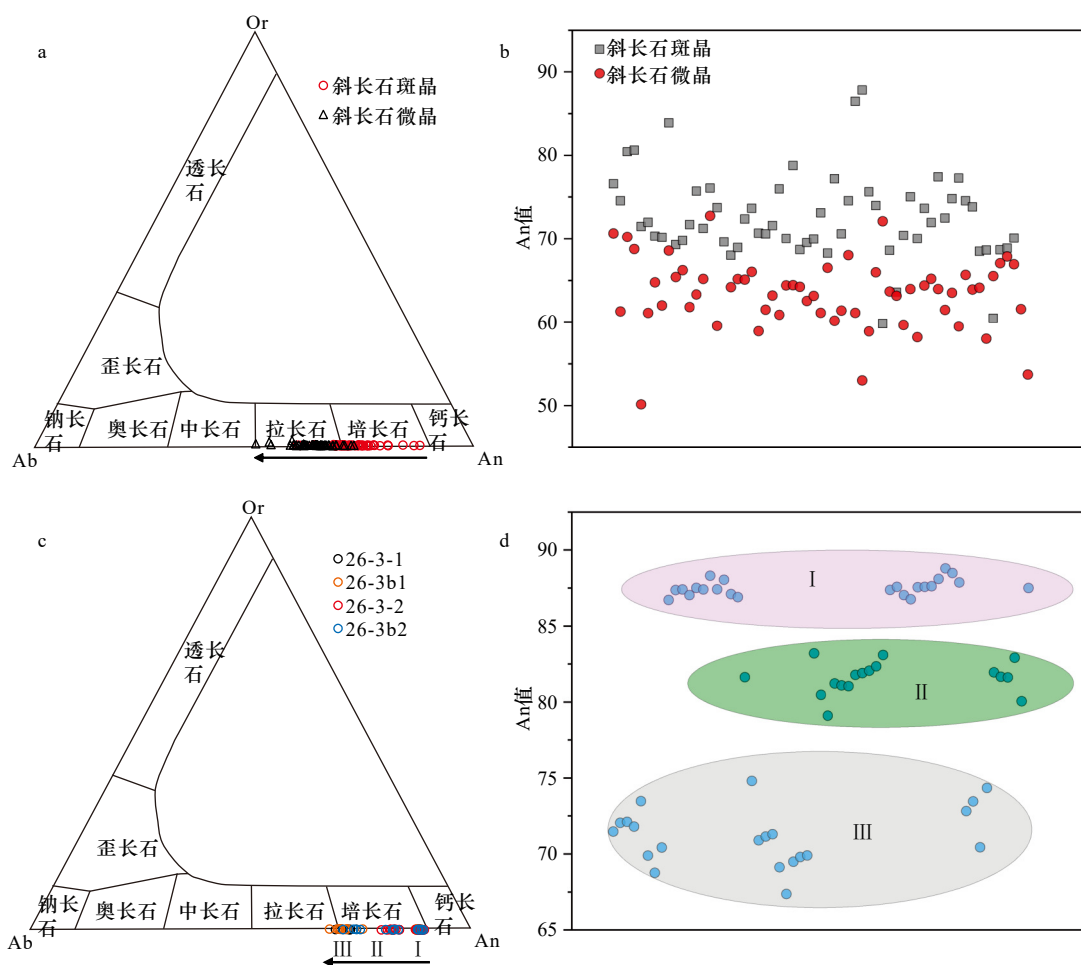 a
Or
斜长石斑晶
斜长石微晶
透长
石
歪长石
钠长
石
奥长石
中长石
拉长石
培长石
钙长
石
Ab
An
b
斜长石斑晶
斜长石微晶
90
80
70
60
50
An值
c
Or
26-3-1
26-3b1
26-3-2
26-3b2
透长
石
歪长石
钠长
石
奥长石
中长石
拉长石
培长石
钙长
石
Ab
An
Ⅲ
Ⅱ
Ⅰ
d
90
85
80
75
70
65
An值
Ⅰ
Ⅱ
Ⅲ